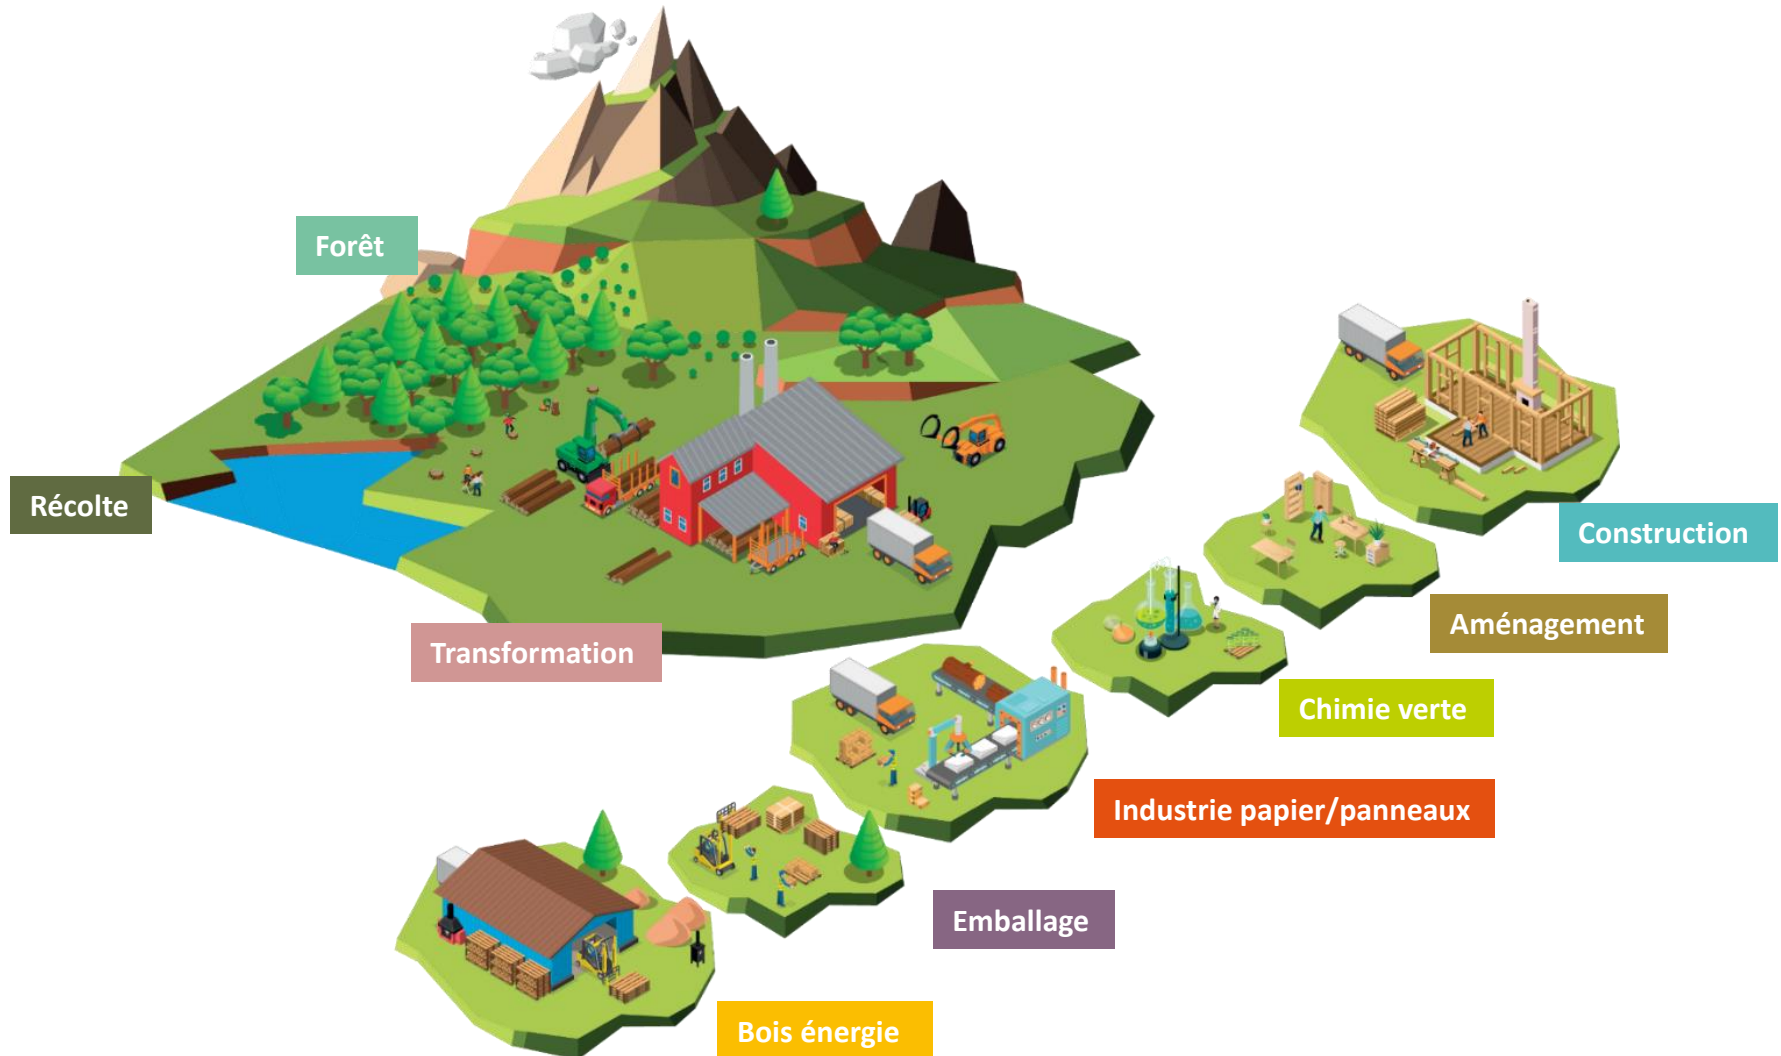 Forêt
Récolte
Construction
Aménagement
Transformation
Chimie verte
Industrie papier/panneaux
Emballage
Bois énergie